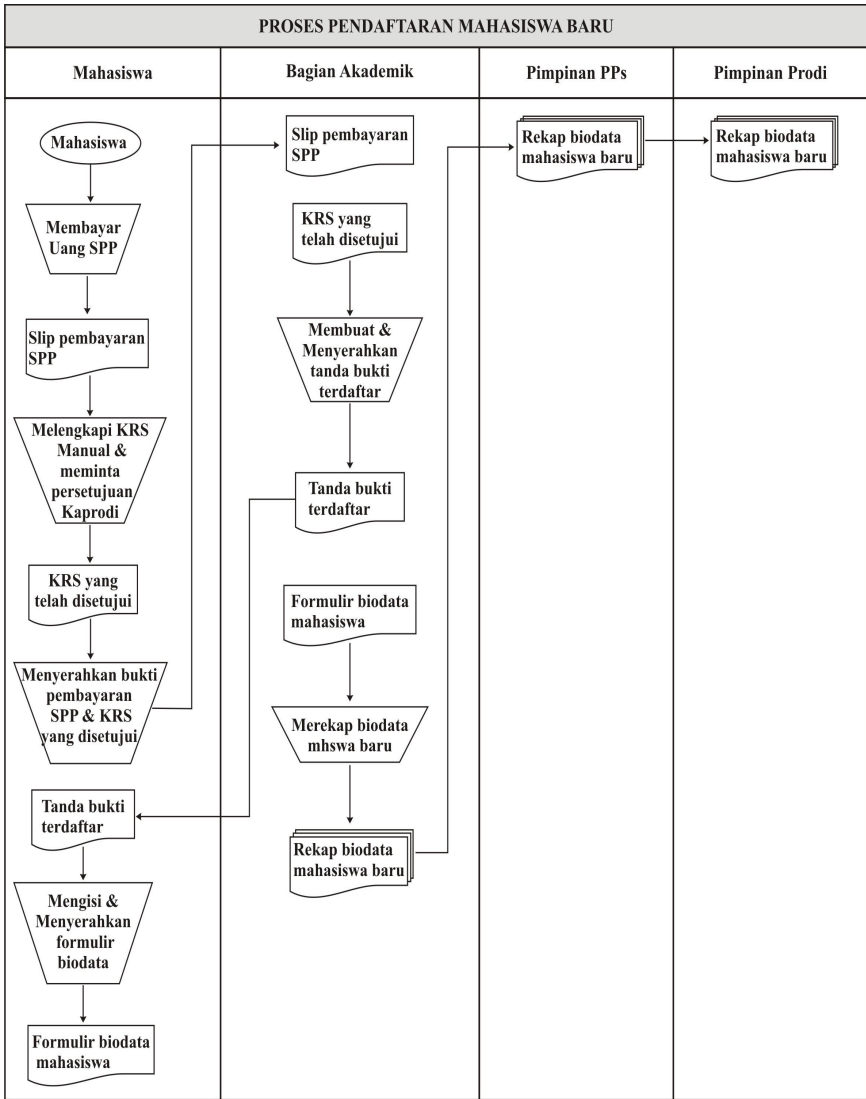 PROSES PENDAFTARAN MAHASISWA BARU
Mahasiswa
Bagian Akademik
Pimpinan PPs
Pimpinan Prodi
Mahasiswa
Membayar
Uang SPP
Slip pembayaran
SPP
Melengkapi KRS
Manual &
meminta
persetujuan
Kaprodi
KRS yang
telah disetujui
Menyerahkan bukti
pembayaran
SPP & KRS
yang disetujui
Tanda bukti
terdaftar
Mengisi &
Menyerahkan
formulir
biodata
Formulir biodata
mahasiswa
Slip pembayaran
SPP
KRS yang
telah disetujui
Membuat &
Menyerahkan
tanda bukti
terdaftar
Tanda bukti
terdaftar
Formulir biodata
mahasiswa
Merekap biodata
mhswa baru
Rekap biodata
mahasiswa baru
Rekap biodata
mahasiswa baru
Rekap biodata
mahasiswa baru